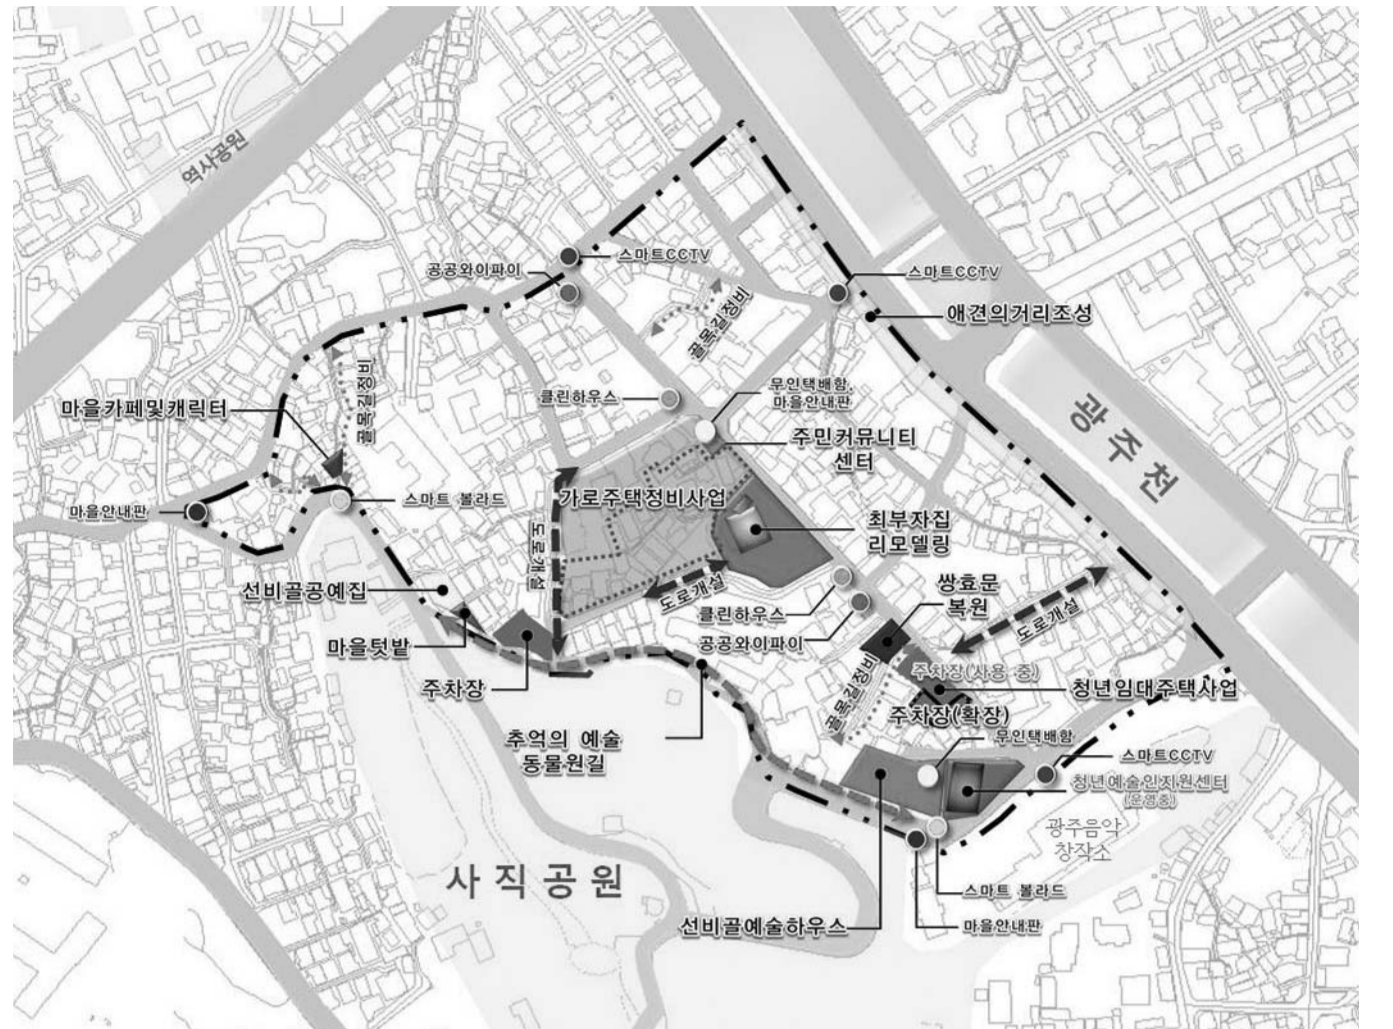 역사공원
스마트CCTV
공공와이파이
스마트CCTV
골목길정비
애견의거리조성
골목길정비
클린하우스
무인택배함,
마을안내판
마을카페및캐릭터
광주천
주민커뮤니티
센터
가로주택정비사업
스마트 볼라드
마을안내판
도로개설
최부자집
리모델링
선비골공예집
도로개설
쌍효문
복원
클린하우스
도로개설
공공와이파이
마을텃밭
주차장
골목길정비
주차장(사용 중)
청년임대주택사업
주차장(확장)
추억의 예술
동물원길
무인택배함
스마트CCTV
청년예술인지원센터
(운영중)
광주음악
창작소
사직공원
스마트 볼라드
선비골예술하우스
마을안내판